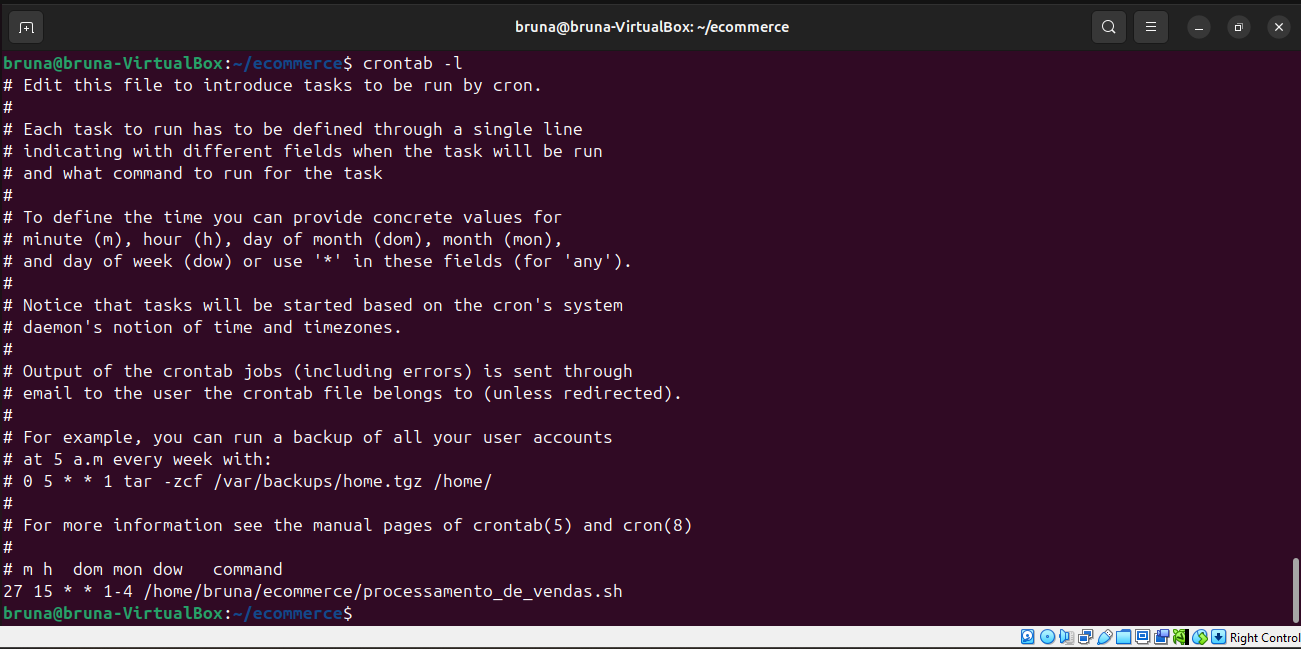 bruna@bruna-VirtualBox: ~/ecommerce
bruna@bruna-VirtualBox:~/ecommerce$ crontab -l
# Edit this file to introduce tasks to be run by cron.
#
# Each task to run has to be defined through a single line
# indicating with different fields when the task will be run
# and what command to run for the task
#
# To define the time you can provide concrete values for
# minute (m), hour (h), day of month (dom), month (mon),
# and day of week (dow) or use '*' in these fields (for 'any').
#
# Notice that tasks will be started based on the cron's system
# daemon's notion of time and timezones.
#
# Output of the crontab jobs (including errors) is sent through
# email to the user the crontab file belongs to (unless redirected).
#
# For example, you can run a backup of all your user accounts
# at 5 a.m every week with:
# 0 5 * * 1 tar -zcf /var/backups/home.tgz /home/
#
# For more information see the manual pages of crontab(5) and cron(8)
#
# m h  dom mon dow   command
27 15 * * 1-4 /home/bruna/ecommerce/processamento_de_vendas.sh
bruna@bruna-VirtualBox:~/ecommerce$
Right Control